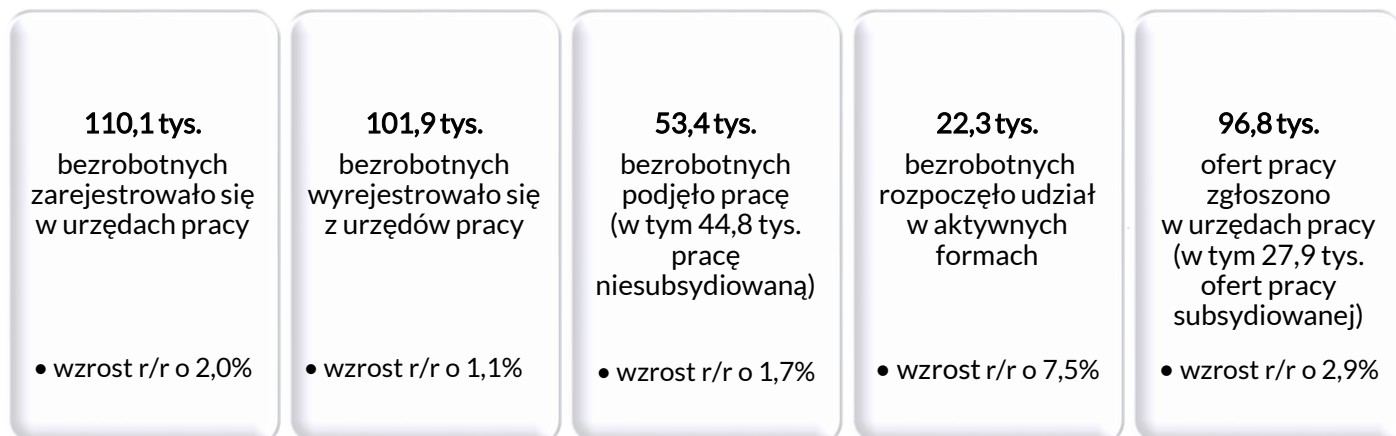 110,1 tys.
bezrobotnych
zarejestrowało się
w urzędach pracy
• wzrost r/r o 2,0%
101,9 tys.
bezrobotnych
wyrejestrowało się
z urzędów pracy
• wzrost r/r o 1,1%
53,4 tys.
bezrobotnych
podjęło pracę
(w tym 44,8 tys.
pracę
niesubsydiowaną)
• wzrost r/r o 1,7%
22,3 tys.
bezrobotnych
rozpoczęło udział
w aktywnych
formach
• wzrost r/r o 7,5%
96,8 tys.
ofert pracy
zgłoszono
w urzędach pracy
(w tym 27,9 tys.
ofert pracy
subsydiowanej)
• wzrost r/r o 2,9%